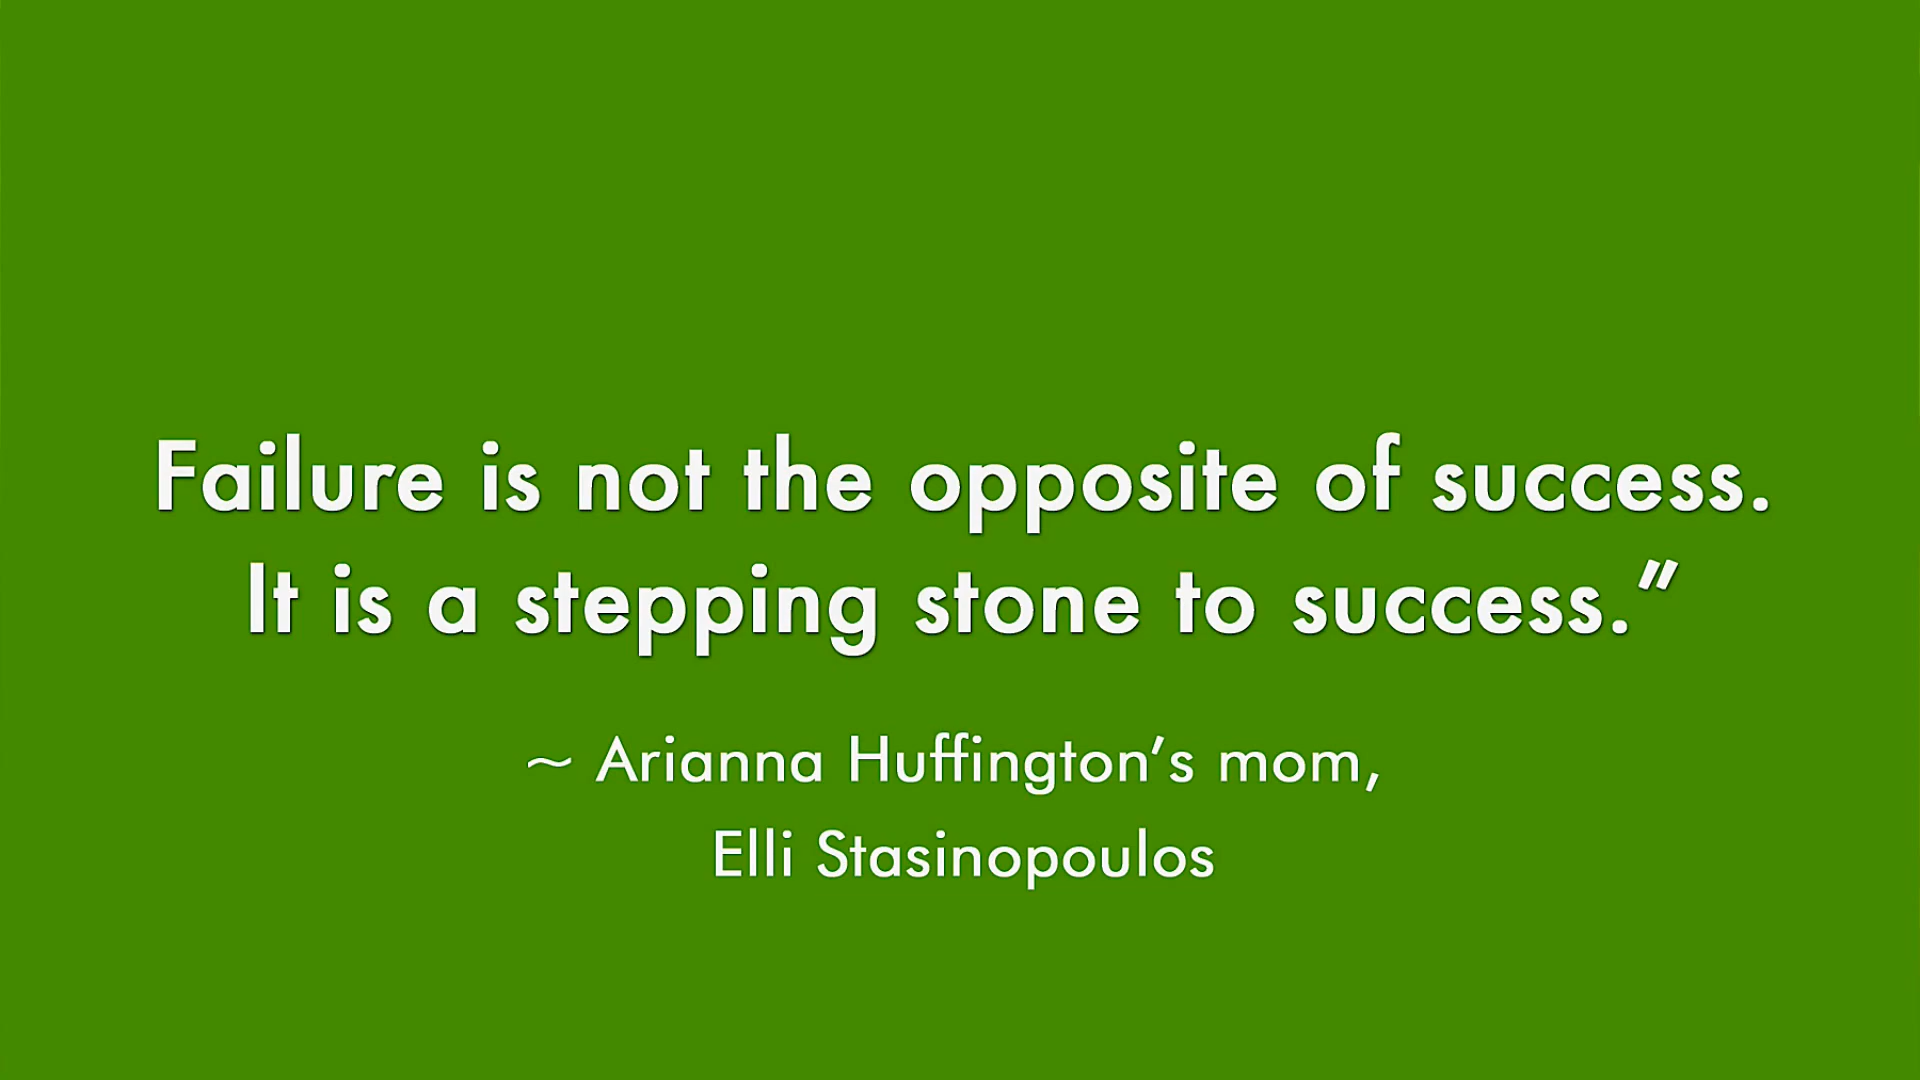 Failure is not the opposite of success.
It is a stepping stone to success.”
~ Arianna Huffington’s mom,
Elli Stasinopoulos